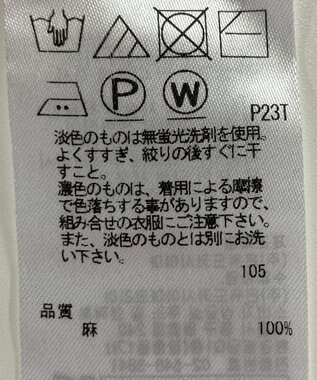 P
W
P23T
淡色のものは無蛍光洗剤を使用。
よくすすぎ、絞りの後すぐに干
すこと。
濃色のものは、着用による摩擦
で色落ちする事がありますので、
組み合せの衣服にご注意下さい。
また、淡色のものとは別にお洗
い下さい。
105
品質
麻 100%